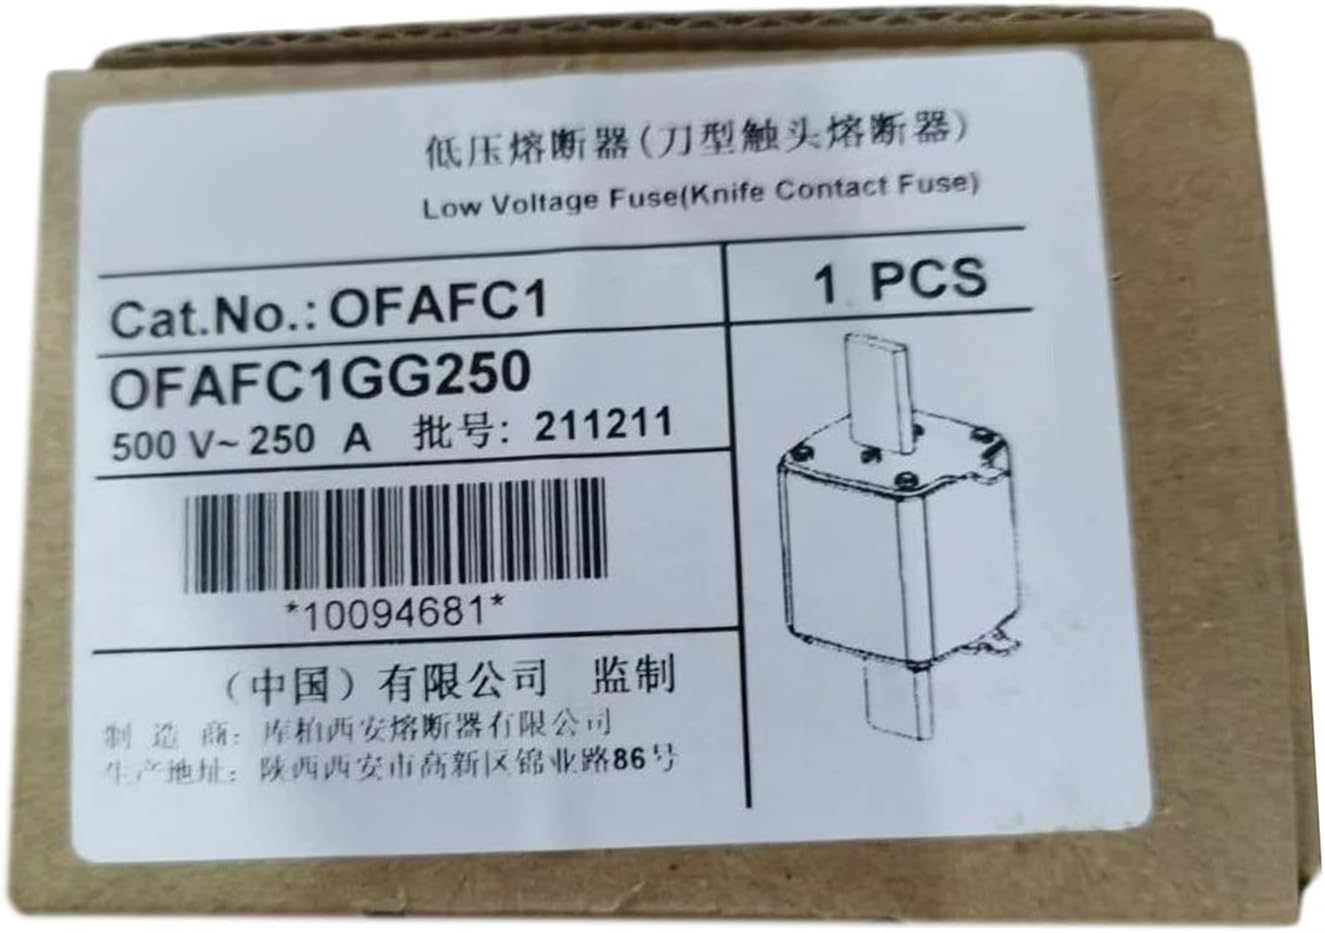 低压熔断器(刀型触头熔断器)
Low Voltage Fuse(Knife Contact Fuse)
Cat.No.: OFAFC1
1 PCS
OFAFC1GG250
500 V~ 250 A 批号: 211211
*10094681*
(中国)有限公司 监制
制 造 商: 库柏西安熔断器有限公司
生产地址: 陕西西安市高新区锦业路86号